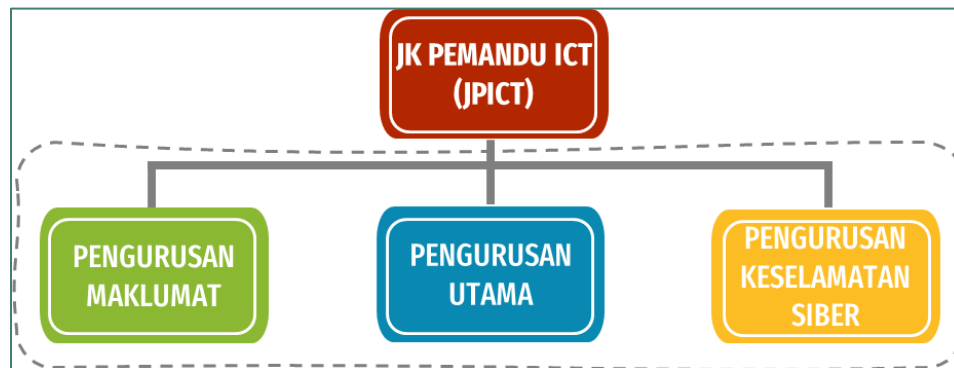 JK PEMANDU ICT
(JPICT)
PENGURUSAN
MAKLUMAT
PENGURUSAN
UTAMA
PENGURUSAN
KESELAMATAN
SIBER